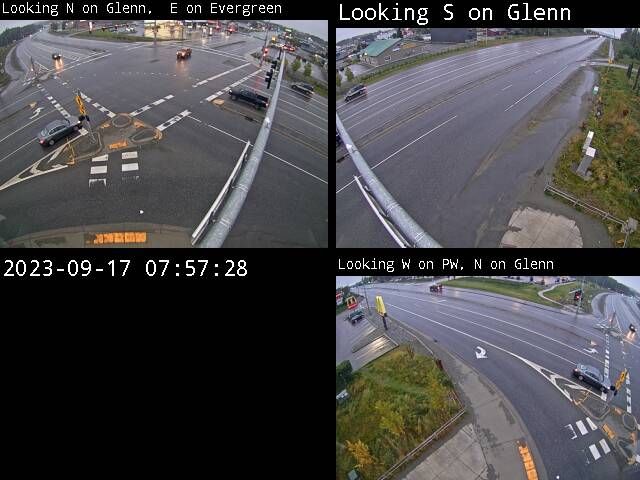 Looking N on Glenn,  E on Evergreen
Looking S on Glenn
2023-09-17 07:57:28
Looking W on PW, N on Glenn